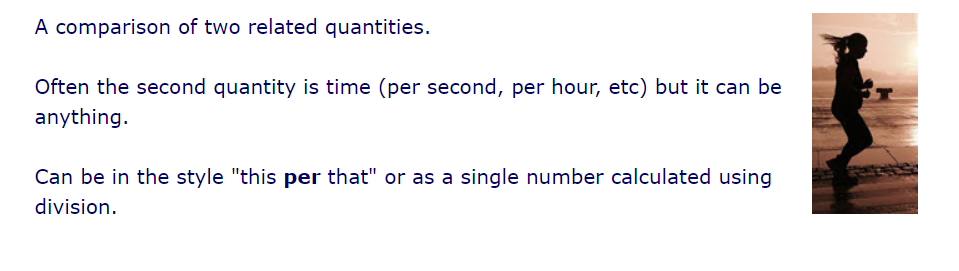 A comparison of two related quantities.
Often the second quantity is time (per second, per hour, etc) but it can be
anything.
Can be in the style "this per that" or as a single number calculated using
division.